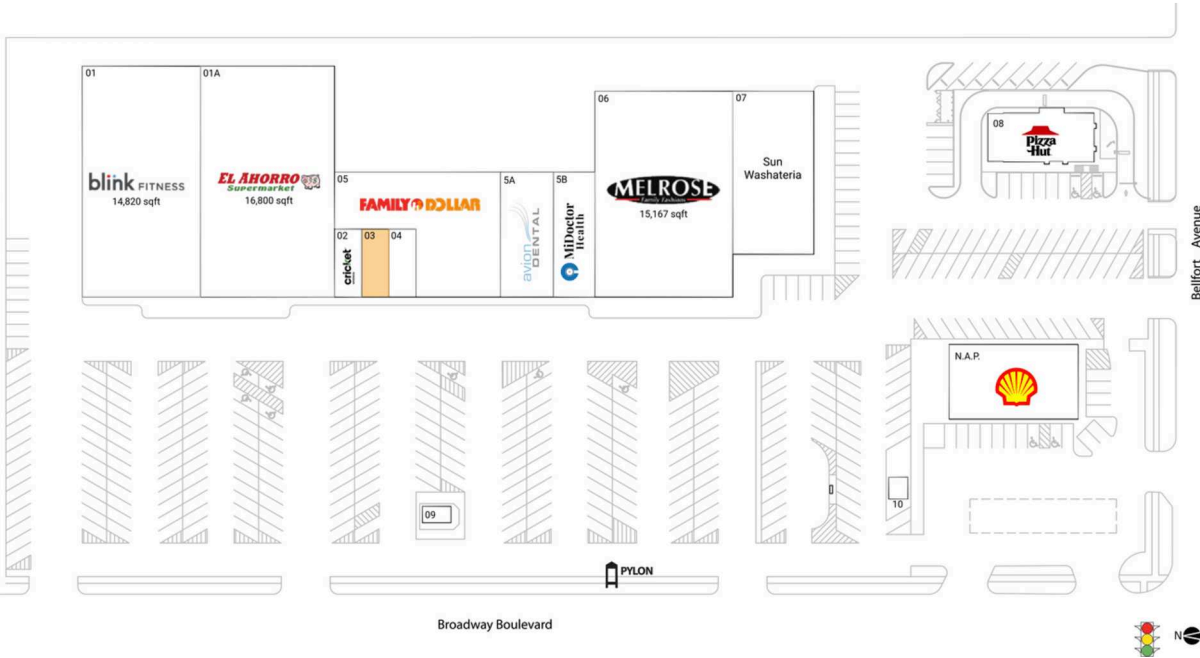 01
01A
blink FITNESS
14,820 sqft
EL AHORRO
Supermarket
16,800 sqft
05
FAMILY DOLLAR
02
cricket
03
04
5A
avion
DENTAL
5B
MiDoctor
Health
06
MELROSE
Family Fashions
15,167 sqft
07
Sun
Washateria
08
Pizza
Hut
Bellfort Avenue
N.A.P.
09
10
PYLON
Broadway Boulevard
N